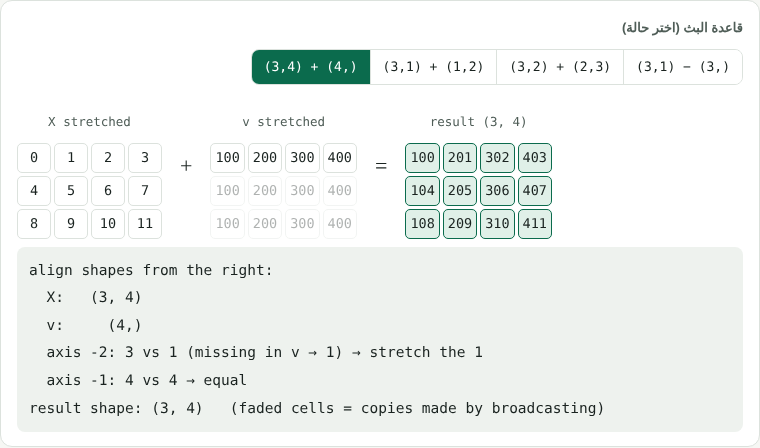 قاعدة البث (اختر حالة)
(3,4) + (4,) (3,1) + (1,2) (3,2) + (2,3) (3,1) − (3,)
X stretched v stretched result (3, 4)
0 1 2 3 + 100 200 300 400 = 100 201 302 403
4 5 6 7 100 200 300 400 104 205 306 407
8 9 10 11 100 200 300 400 108 209 310 411
align shapes from the right:
X: (3, 4)
v: (4,)
axis -2: 3 vs 1 (missing in v → 1) → stretch the 1
axis -1: 4 vs 4 → equal
result shape: (3, 4) (faded cells = copies made by broadcasting)